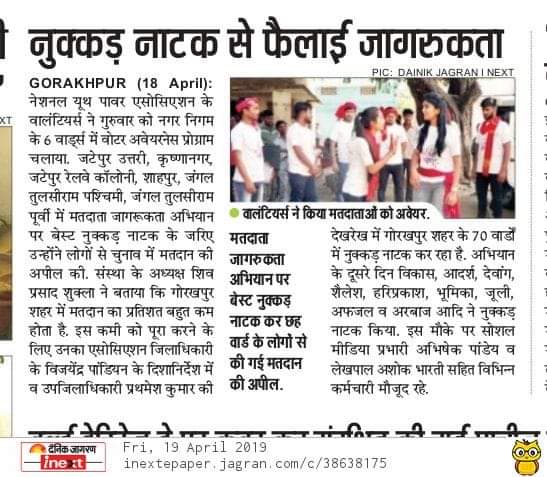 नुक्कड़ नाटक से फैलाई जागरुकता
PIC: DAINIK JAGRAN I NEXT
GORAKHPUR (18 April):
नेशनल यूथ पावर एसोसिएशन के
वालंटियर्स ने गुरुवार को नगर निगम
के 6 वार्ड्स में वोटर अवेयरनेस प्रोग्राम
चलाया. जटेपुर उत्तरी, कृष्णानगर,
जटेपुर रेलवे कॉलोनी, शाहपुर, जंगल
तुलसीराम पश्चिमी, जंगल तुलसीराम
पूर्वी में मतदाता जागरूकता अभियान
पर बेस्ट नुक्कड़ नाटक के जरिए
उन्होंने लोगों से चुनाव में मतदान की
अपील की. संस्था के अध्यक्ष शिव
प्रसाद शुक्ला ने बताया कि गोरखपुर
शहर में मतदान का प्रतिशत बहुत कम
होता है. इस कमी को पूरा करने के
लिए उनका एसोसिएशन जिलाधिकारी
के विजयेंद्र पांडियन के दिशानिर्देश में
व उपजिलाधिकारी प्रथमेश कुमार की
वालंटियर्स ने किया मतदाताओं को अवेयर.
मतदाता
जागरुकता
अभियान पर
बेस्ट नुक्कड़
नाटक कर छह
वार्ड के लोगों से
की गई मतदान
की अपील.
देखरेख में गोरखपुर शहर के 70 वार्डों
में नुक्कड़ नाटक कर रहा है. अभियान
के दूसरे दिन विकास, आदर्श, देवांग,
शैलेश, हरिप्रकाश, भूमिका, जूली,
अफजल व अरबाज आदि ने नुक्कड़
नाटक किया. इस मौके पर सोशल
मीडिया प्रभारी अभिषेक पांडेय व
लेखपाल अशोक भारती सहित विभिन्न
कर्मचारी मौजूद रहे.
दैनिक जागरण
inext
Fri, 19 April 2019
inextepaper.jagran.com/c/38638175